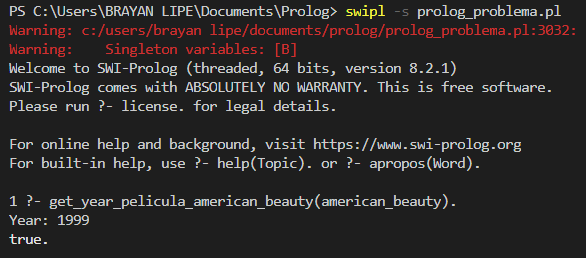 PS C:\Users\BRAYAN LIPE\Documents\Prolog> swipl -s prolog_problema.pl
Warning: c:/users/brayan lipe/documents/prolog/prolog_problema.pl:3032:
Warning:    Singleton variables: [B]
Welcome to SWI-Prolog (threaded, 64 bits, version 8.2.1)
SWI-Prolog comes with ABSOLUTELY NO WARRANTY. This is free software.
Please run ?- license. for legal details.

For online help and background, visit https://www.swi-prolog.org
For built-in help, use ?- help(Topic). or ?- apropos(Word).

1 ?- get_year_pelicula_american_beauty(american_beauty).
Year: 1999
true.